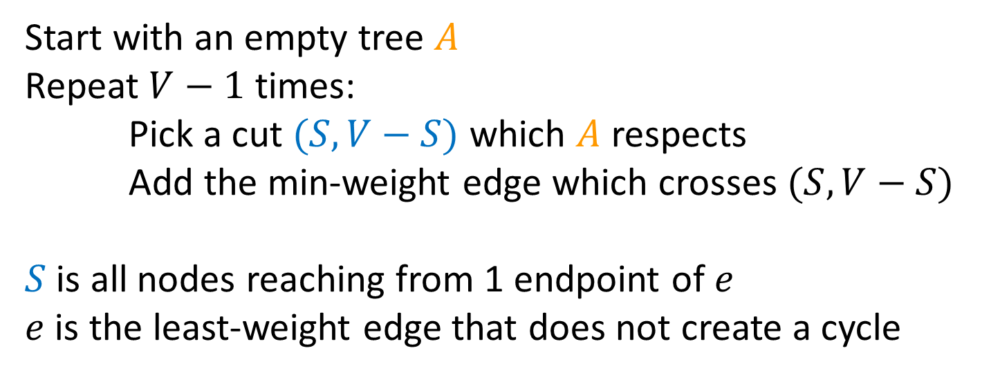 Start with an empty tree A
Repeat V − 1 times:
Pick a cut (S, V − S) which A respects
Add the min-weight edge which crosses (S, V − S)
S is all nodes reaching from 1 endpoint of e
e is the least-weight edge that does not create a cycle